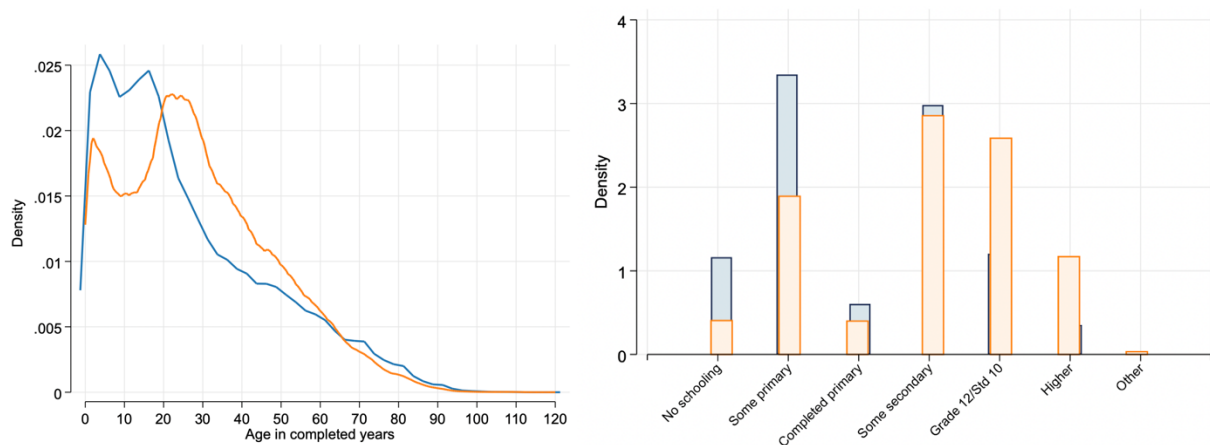 .025
.02
.015
.01
.005
0
Density
0 10 20 30 40 50 60 70 80 90 100 110 120
Age in completed years
4
3
2
1
0
Density
No schooling
Some primary
Completed primary
Some secondary
Grade 12/Std 10
Higher
Other